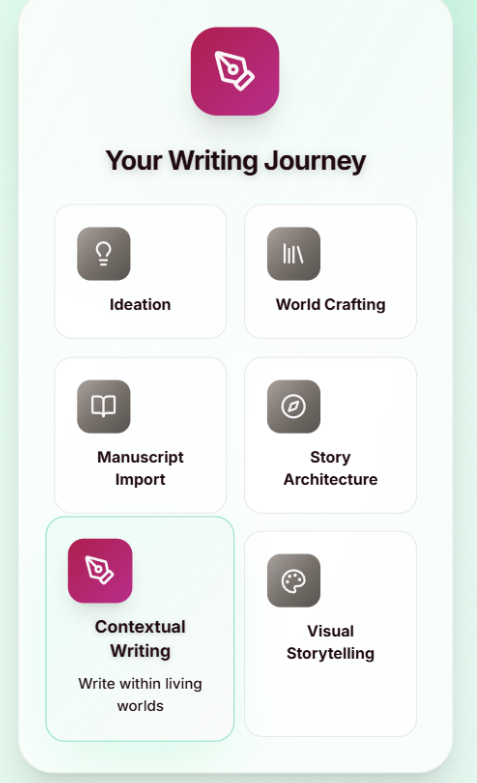 Your Writing Journey
Ideation
World Crafting
Manuscript
Import
Story
Architecture
Contextual
Writing
Write within living
worlds
Visual
Storytelling